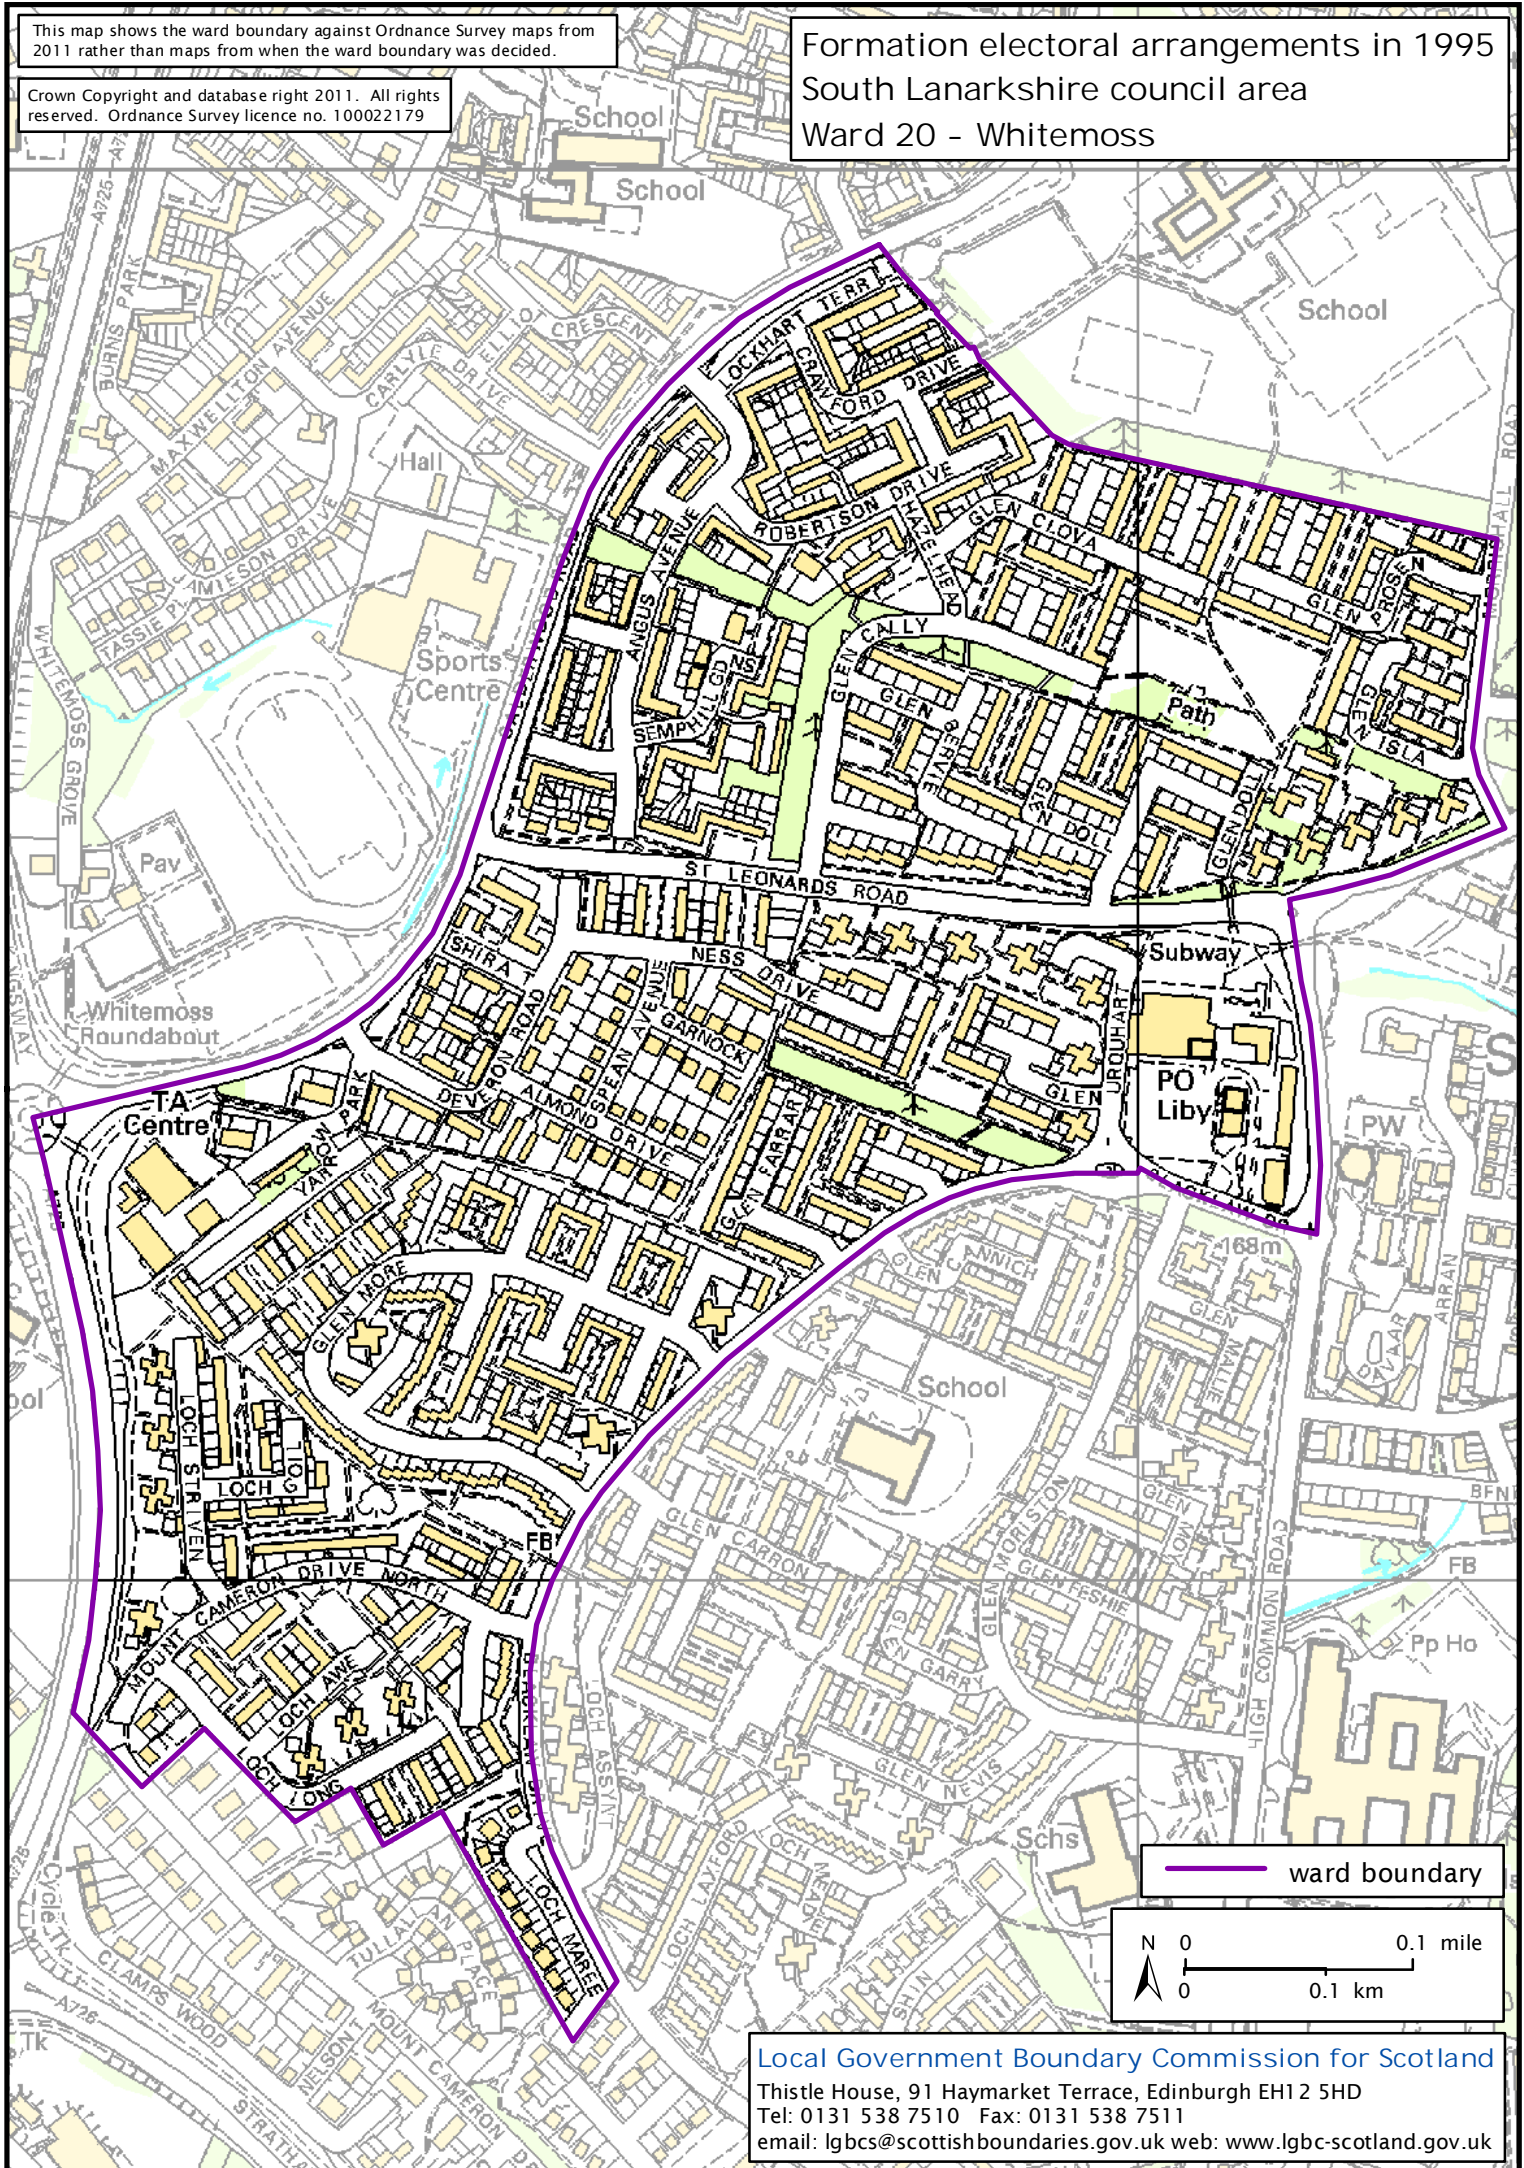 This map shows the ward boundary against Ordnance Survey maps from
2011 rather than maps from when the ward boundary was decided.
Crown Copyright and database right 2011. All rights
reserved. Ordnance Survey licence no. 100022179
Formation electoral arrangements in 1995
South Lanarkshire council area
Ward 20 - Whitemoss
School
School
School
A725
BURNS PARK
MAXWELLTON AVENUE
CARLYLE DRIVE
CRESCENT
LOCKHART TERR
CRAWFORD DRIVE
Hall
ROBERTSON DRIVE
HAZELHEAD
GLEN CLOVA
GLEN PROSEN
TASSIE PL
JAMIESON DRIVE
WHITEMOSS GROVE
Sports
Centre
ANGUS AVENUE
SEMPHILL GDNS
GLEN CALLY
GLEN BERVIE
GLEN DOLL
Path
GLEN ISLA
Pav
ST LEONARDS ROAD
SHIRA
NESS DRIVE
Subway
Whitemoss
Roundabout
DEVERON ROAD
SPEAN AVENUE
GARNOCK
ALMOND DRIVE
GLEN FARRAR
GLEN URQUHART
PO
Liby
PW
TA
Centre
YARROW PARK
GLEN MORE
168m
GLEN CANNICH
GLEN MALLIE
ARRAN
DAVAAR
School
LOCH STRIVEN
LOCH GOIL
FB
MOUNT CAMERON DRIVE NORTH
GLEN CARRON
GLEN MORISTON
GLEN FESHIE
GLEN GARRY
GLEN NEVIS
HIGH COMMON ROAD
FB
Pp Ho
LOCH AWE
LOCH LONG
LOCH ASSYNT
LOCH LAXFORD
LOCH MAREE
Schs
SHIN
Cycle Tk
CLAMPS WOOD
A726
Tk
NELSON
MOUNT CAMERON
PLACE
ward boundary
N 0 0.1 mile
0 0.1 km
Local Government Boundary Commission for Scotland
Thistle House, 91 Haymarket Terrace, Edinburgh EH12 5HD
Tel: 0131 538 7510 Fax: 0131 538 7511
email: lgbcs@scottishboundaries.gov.uk web: www.lgbc-scotland.gov.uk